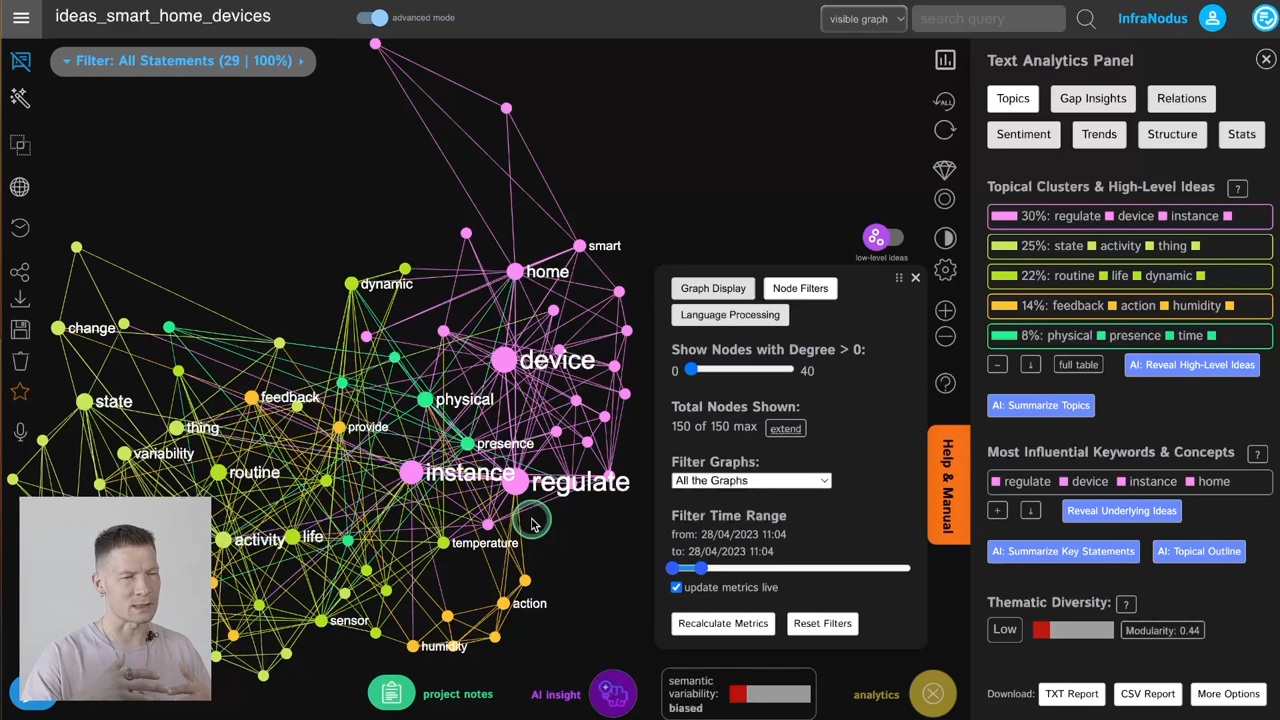 ideas_smart_home_devices
advanced mode
visible graph
search query
InfraNodus
Filter: All Statements (29 | 100%)
ALL
smart
home
dynamic
change
device
state
feedback
physical
thing
provide
presence
variability
routine
instance
regulate
activity
life
temperature
action
sensor
humidity
low-level ideas
Graph Display
Node Filters
Language Processing
Show Nodes with Degree > 0:
0
40
Total Nodes Shown:
150 of 150 max
extend
Filter Graphs:
All the Graphs
Filter Time Range
from: 28/04/2023 11:04
to: 28/04/2023 11:04
update metrics live
Recalculate Metrics
Reset Filters
Help & Manual
project notes
AI insight
semantic
variability:
biased
analytics
Text Analytics Panel
Topics
Gap Insights
Relations
Sentiment
Trends
Structure
Stats
Topical Clusters & High-Level Ideas
?
30%: regulate device instance
25%: state activity thing
22%: routine life dynamic
14%: feedback action humidity
8%: physical presence time
full table
AI: Reveal High-Level Ideas
AI: Summarize Topics
Most Influential Keywords & Concepts
?
regulate device instance home
+
Reveal Underlying Ideas
AI: Summarize Key Statements
AI: Topical Outline
Thematic Diversity:
?
Low
Modularity: 0.44
Download:
TXT Report
CSV Report
More Options